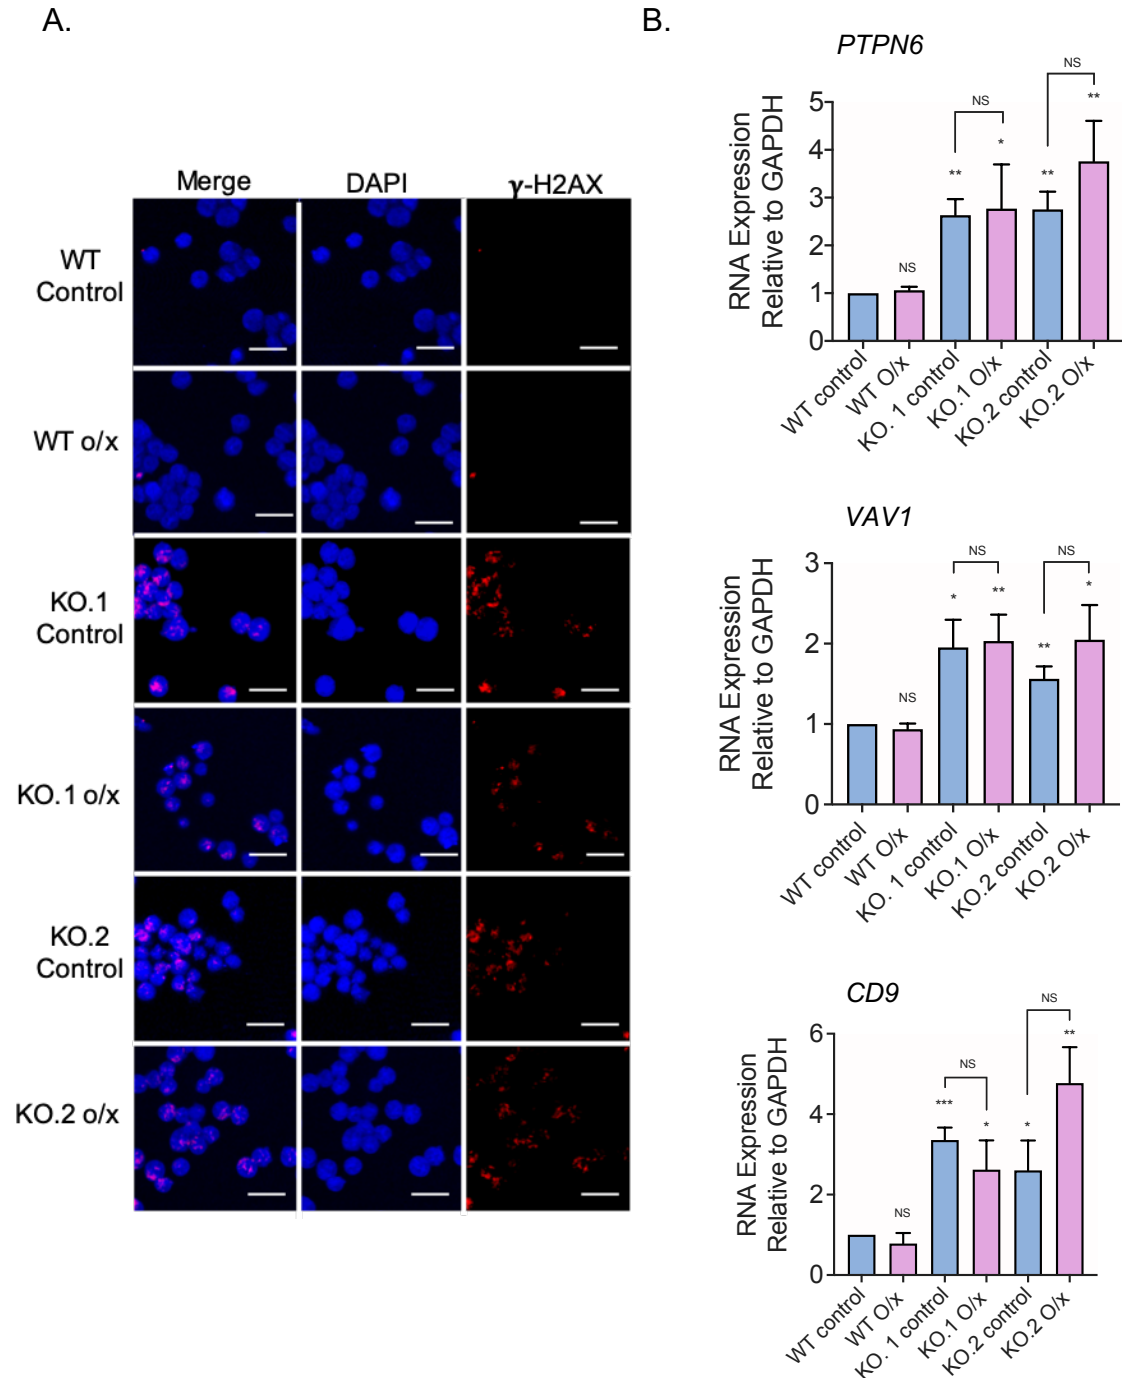 A.
Merge
DAPI
γ-H2AX
WT
Control
WT o/x
KO.1
Control
KO.1 o/x
KO.2
Control
KO.2 o/x
B.
PTPN6
RNA Expression
Relative to GAPDH
5
4
3
2
1
0
NS
**
NS
*
**
NS
**
WT control
WT O/x
KO. 1 control
KO.1 O/x
KO.2 control
KO.2 O/x
VAV1
RNA Expression
Relative to GAPDH
3
2
1
0
NS
*
NS
**
**
NS
*
WT control
WT O/x
KO. 1 control
KO.1 O/x
KO.2 control
KO.2 O/x
CD9
RNA Expression
Relative to GAPDH
6
4
2
0
NS
***
NS
*
*
NS
**
WT control
WT O/x
KO. 1 control
KO.1 O/x
KO.2 control
KO.2 O/x